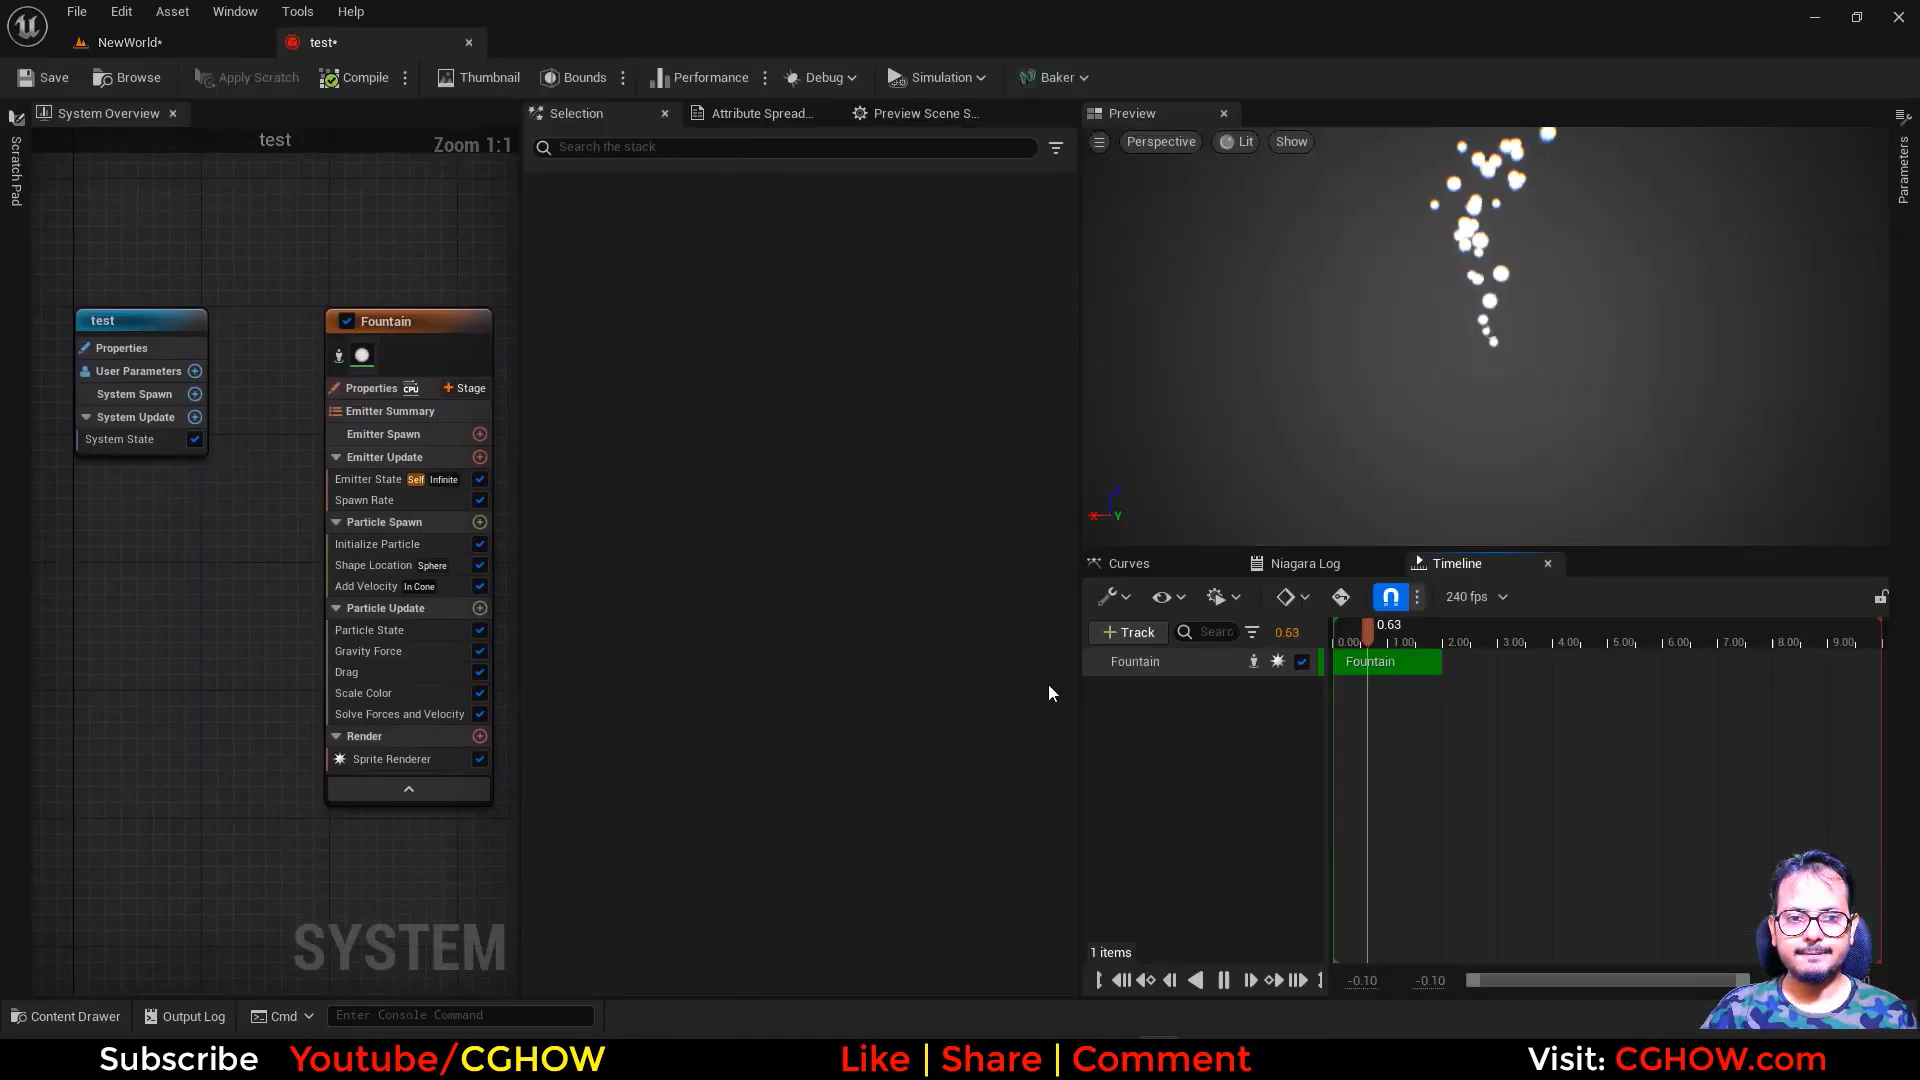 File Edit Asset Window Tools Help
NewWorld* test*
Save Browse Apply Scratch Compile Thumbnail Bounds Performance Debug Simulation Baker
System Overview Selection Attribute Spread... Preview Scene S... Preview
Scratch Pad
Parameters
test Zoom 1:1
Search the stack
Perspective Lit Show
test
Properties
User Parameters
System Spawn
System Update
System State
Fountain
Properties CPU + Stage
Emitter Summary
Emitter Spawn
Emitter Update
Emitter State Self Infinite
Spawn Rate
Particle Spawn
Initialize Particle
Shape Location Sphere
Add Velocity In Cone
Particle Update
Particle State
Gravity Force
Drag
Scale Color
Solve Forces and Velocity
Render
Sprite Renderer
SYSTEM
Z
X Y
Curves Niagara Log Timeline
240 fps
+ Track Searc 0.63
0.63
0.00 1.00 2.00 3.00 4.00 5.00 6.00 7.00 8.00 9.00
Fountain Fountain
1 items
-0.10 -0.10
Content Drawer Output Log Cmd Enter Console Command
Subscribe Youtube/CGHOW Like | Share | Comment Visit: CGHOW.com